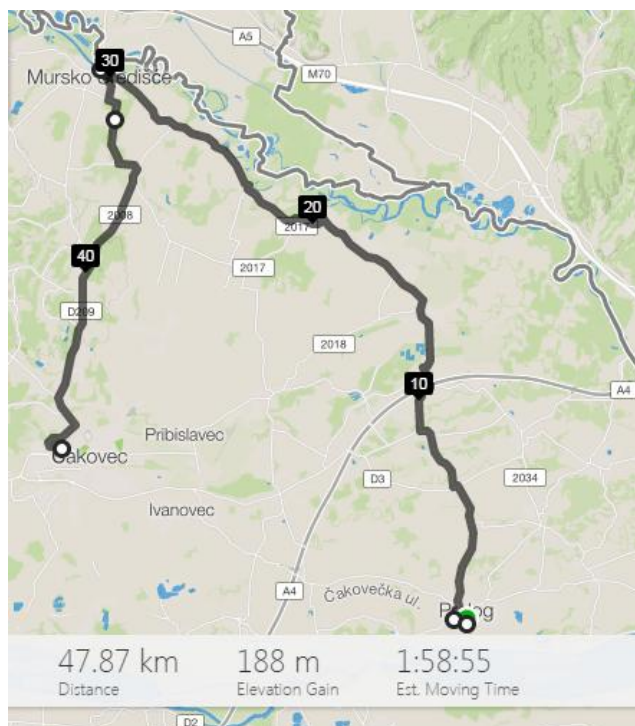 A5
30
Mursko Središče
M70
2008
20
2017
2017
40
D209
2018
10
A4
Pribislavec
Čakovec
D3
2034
Ivanovec
A4
Čakovečka ul.
47.87 km
188 m
1:58:55
Distance
Elevation Gain
Est. Moving Time
D2